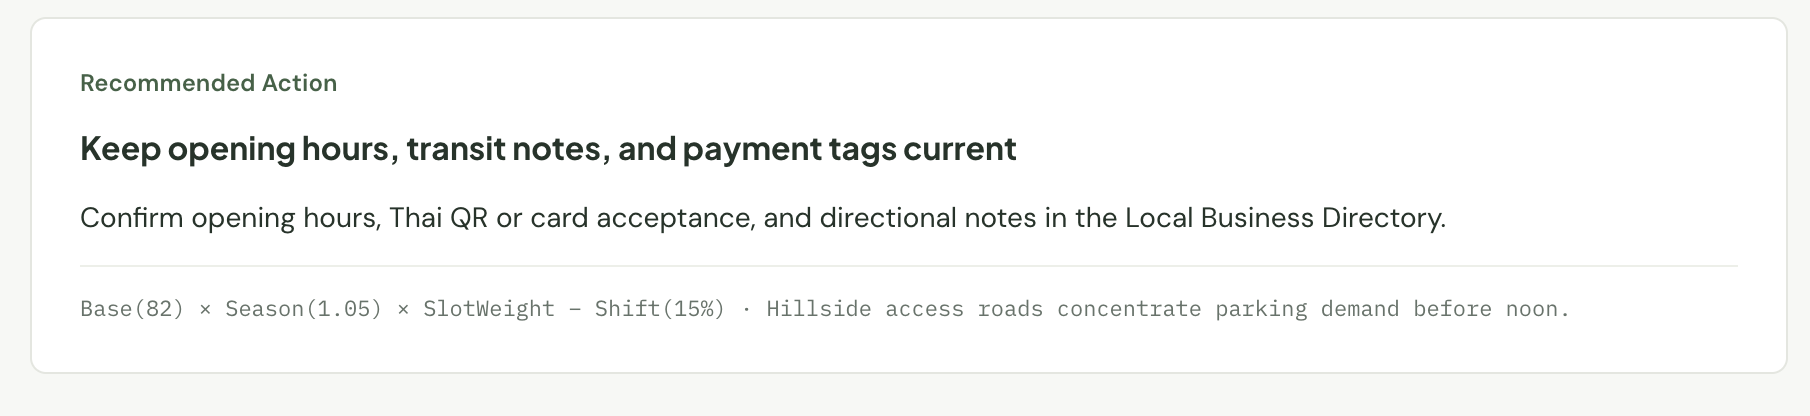 Recommended Action
Keep opening hours, transit notes, and payment tags current
Confirm opening hours, Thai QR or card acceptance, and directional notes in the Local Business Directory.
Base(82) × Season(1.05) × SlotWeight − Shift(15%) · Hillside access roads concentrate parking demand before noon.